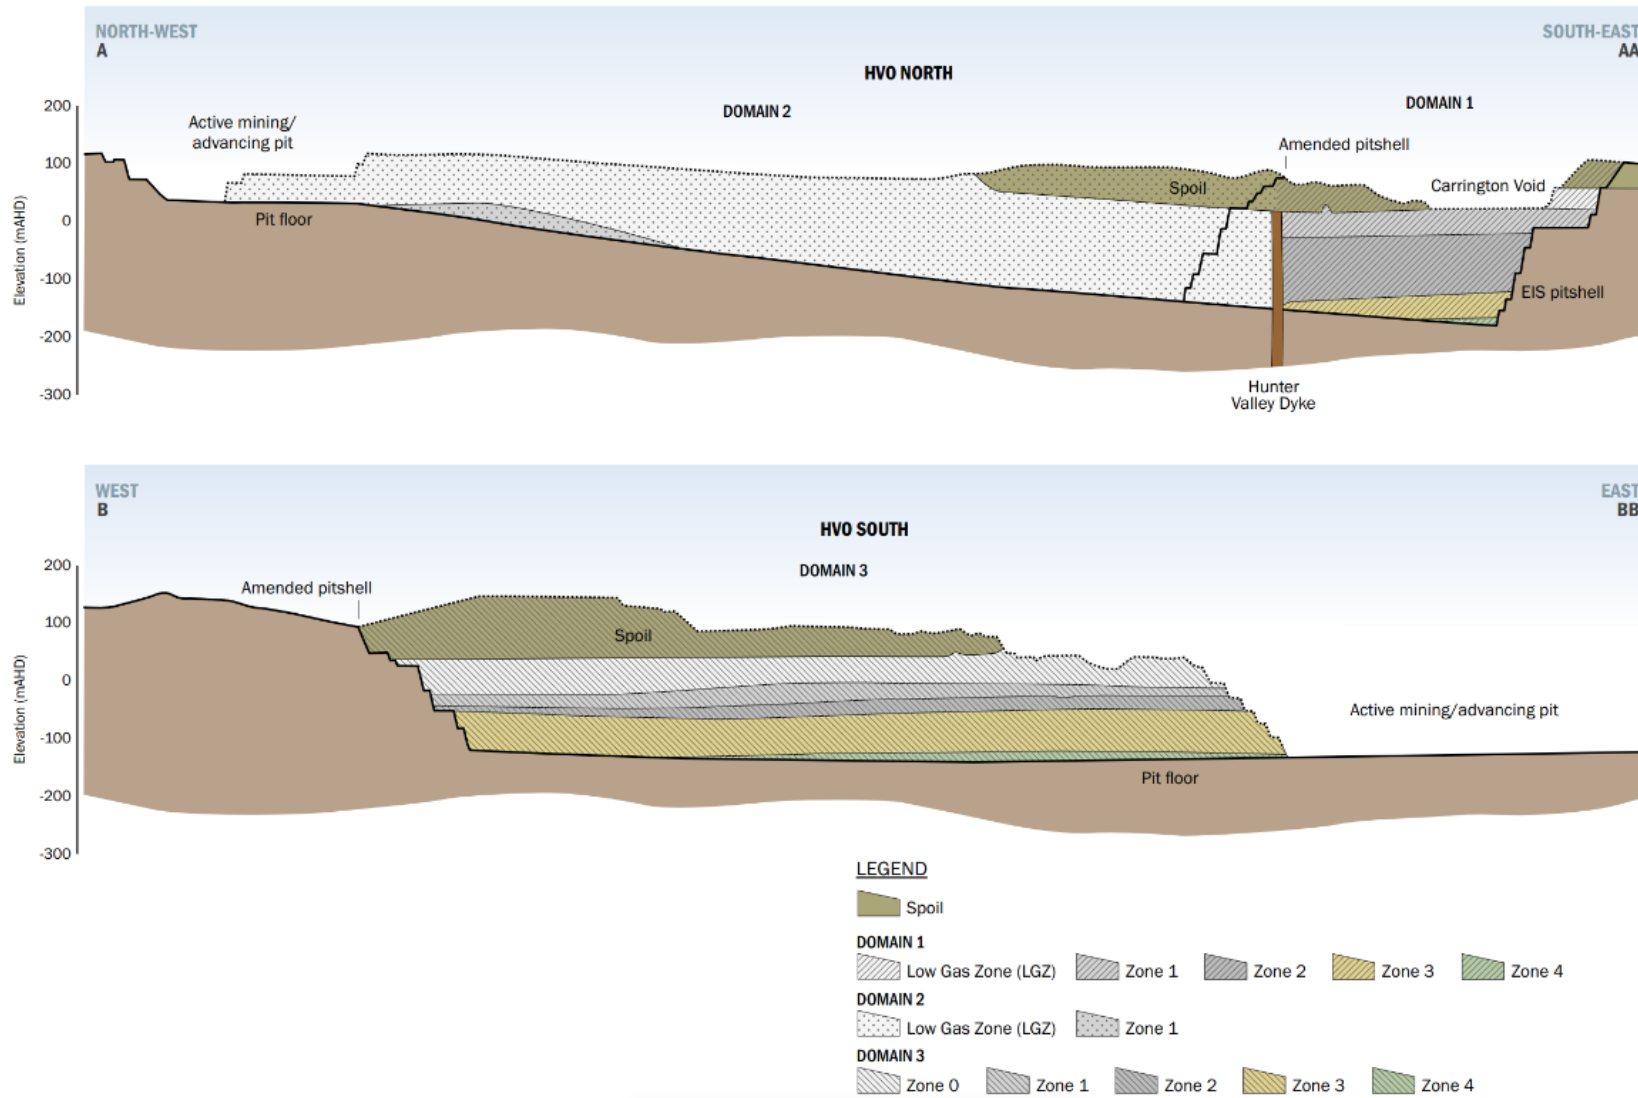 NORTH-WEST
A
SOUTH-EAST
AA
HVO NORTH
DOMAIN 2
DOMAIN 1
Elevation (mAHD)
200
100
0
-100
-200
-300
Active mining/
advancing pit
Pit floor
Spoil
Amended pitshell
Carrington Void
EIS pitshell
Hunter
Valley Dyke
WEST
B
EAST
BB
HVO SOUTH
DOMAIN 3
Elevation (mAHD)
200
100
0
-100
-200
-300
Amended pitshell
Spoil
Active mining/advancing pit
Pit floor
LEGEND
Spoil
DOMAIN 1
Low Gas Zone (LGZ) Zone 1 Zone 2 Zone 3 Zone 4
DOMAIN 2
Low Gas Zone (LGZ) Zone 1
DOMAIN 3
Zone 0 Zone 1 Zone 2 Zone 3 Zone 4